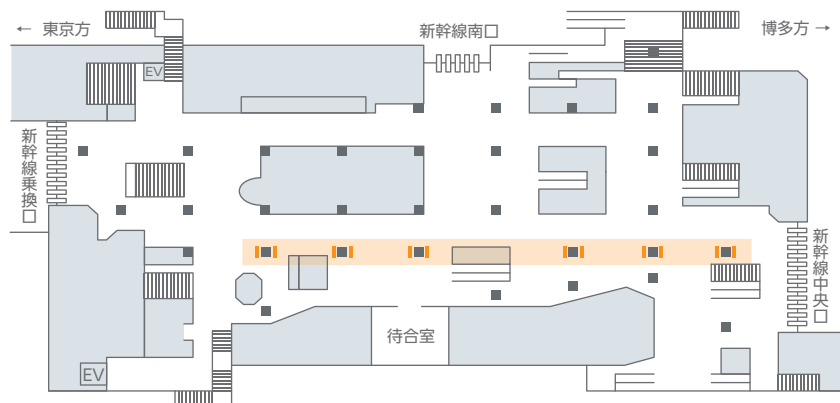 ← 東京方
新幹線南口
博多方 →
EV
新幹線乗換口
新幹線中央口
待合室
EV